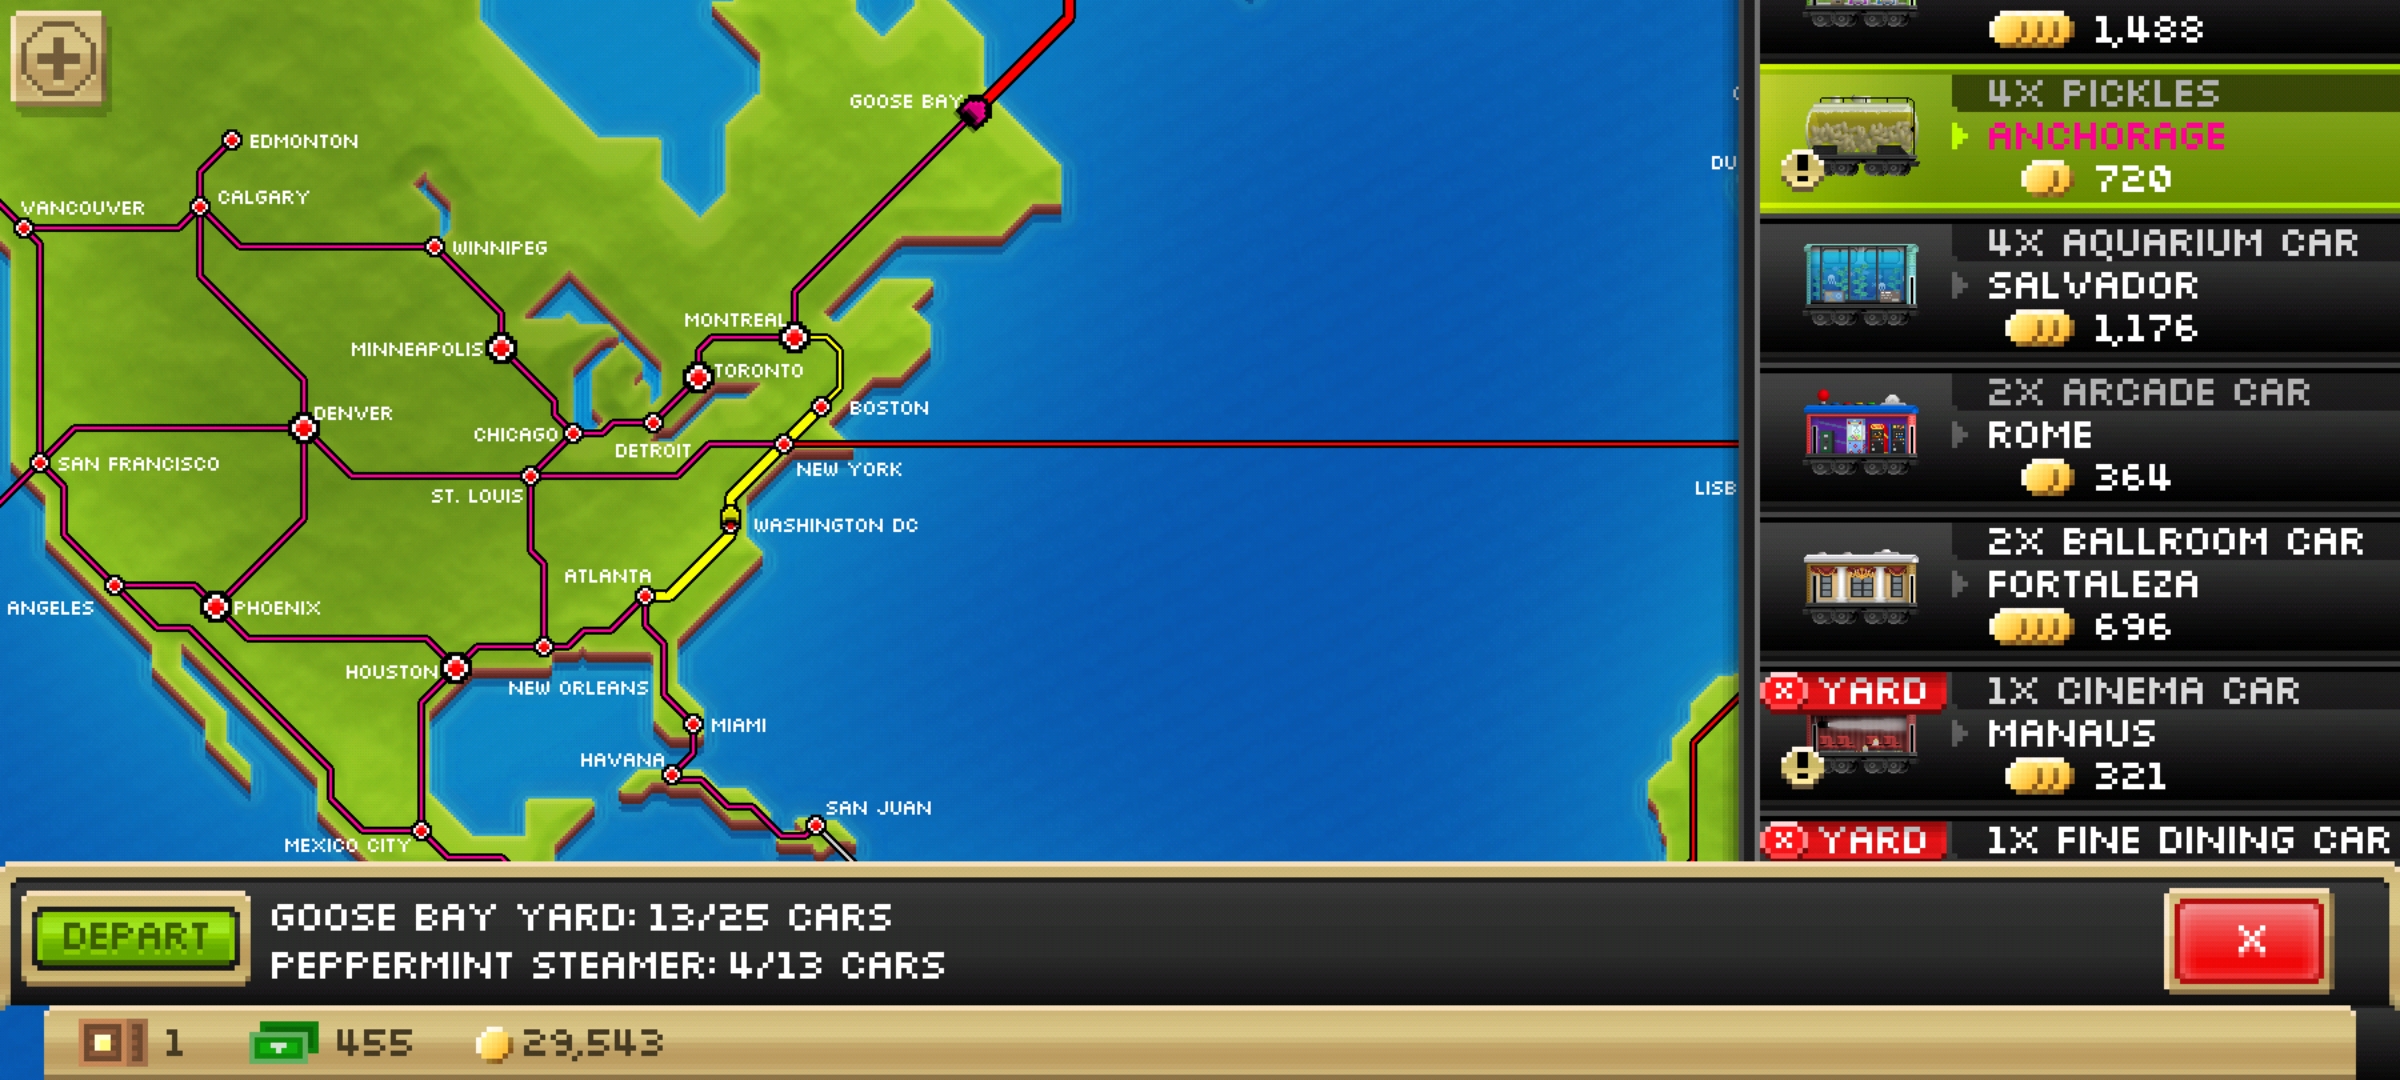 GOOSE BAY
EDMONTON
CALGARY
VANCOUVER
WINNIPEG
MONTREAL
MINNEAPOLIS
TORONTO
BOSTON
DENVER
CHICAGO
DETROIT
SAN FRANCISCO
NEW YORK
ST. LOUIS
WASHINGTON DC
ATLANTA
ANGELES
PHOENIX
HOUSTON
NEW ORLEANS
MIAMI
HAVANA
SAN JUAN
MEXICO CITY
DU
LISB
1,488
4X PICKLES
ANCHORAGE
720
4X AQUARIUM CAR
SALVADOR
1,176
2X ARCADE CAR
ROME
364
2X BALLROOM CAR
FORTALEZA
696
X YARD
1X CINEMA CAR
MANAUS
321
X YARD
1X FINE DINING CAR
DEPART
GOOSE BAY YARD: 13/25 CARS
PEPPERMINT STEAMER: 4/13 CARS
X
1
455
29,543